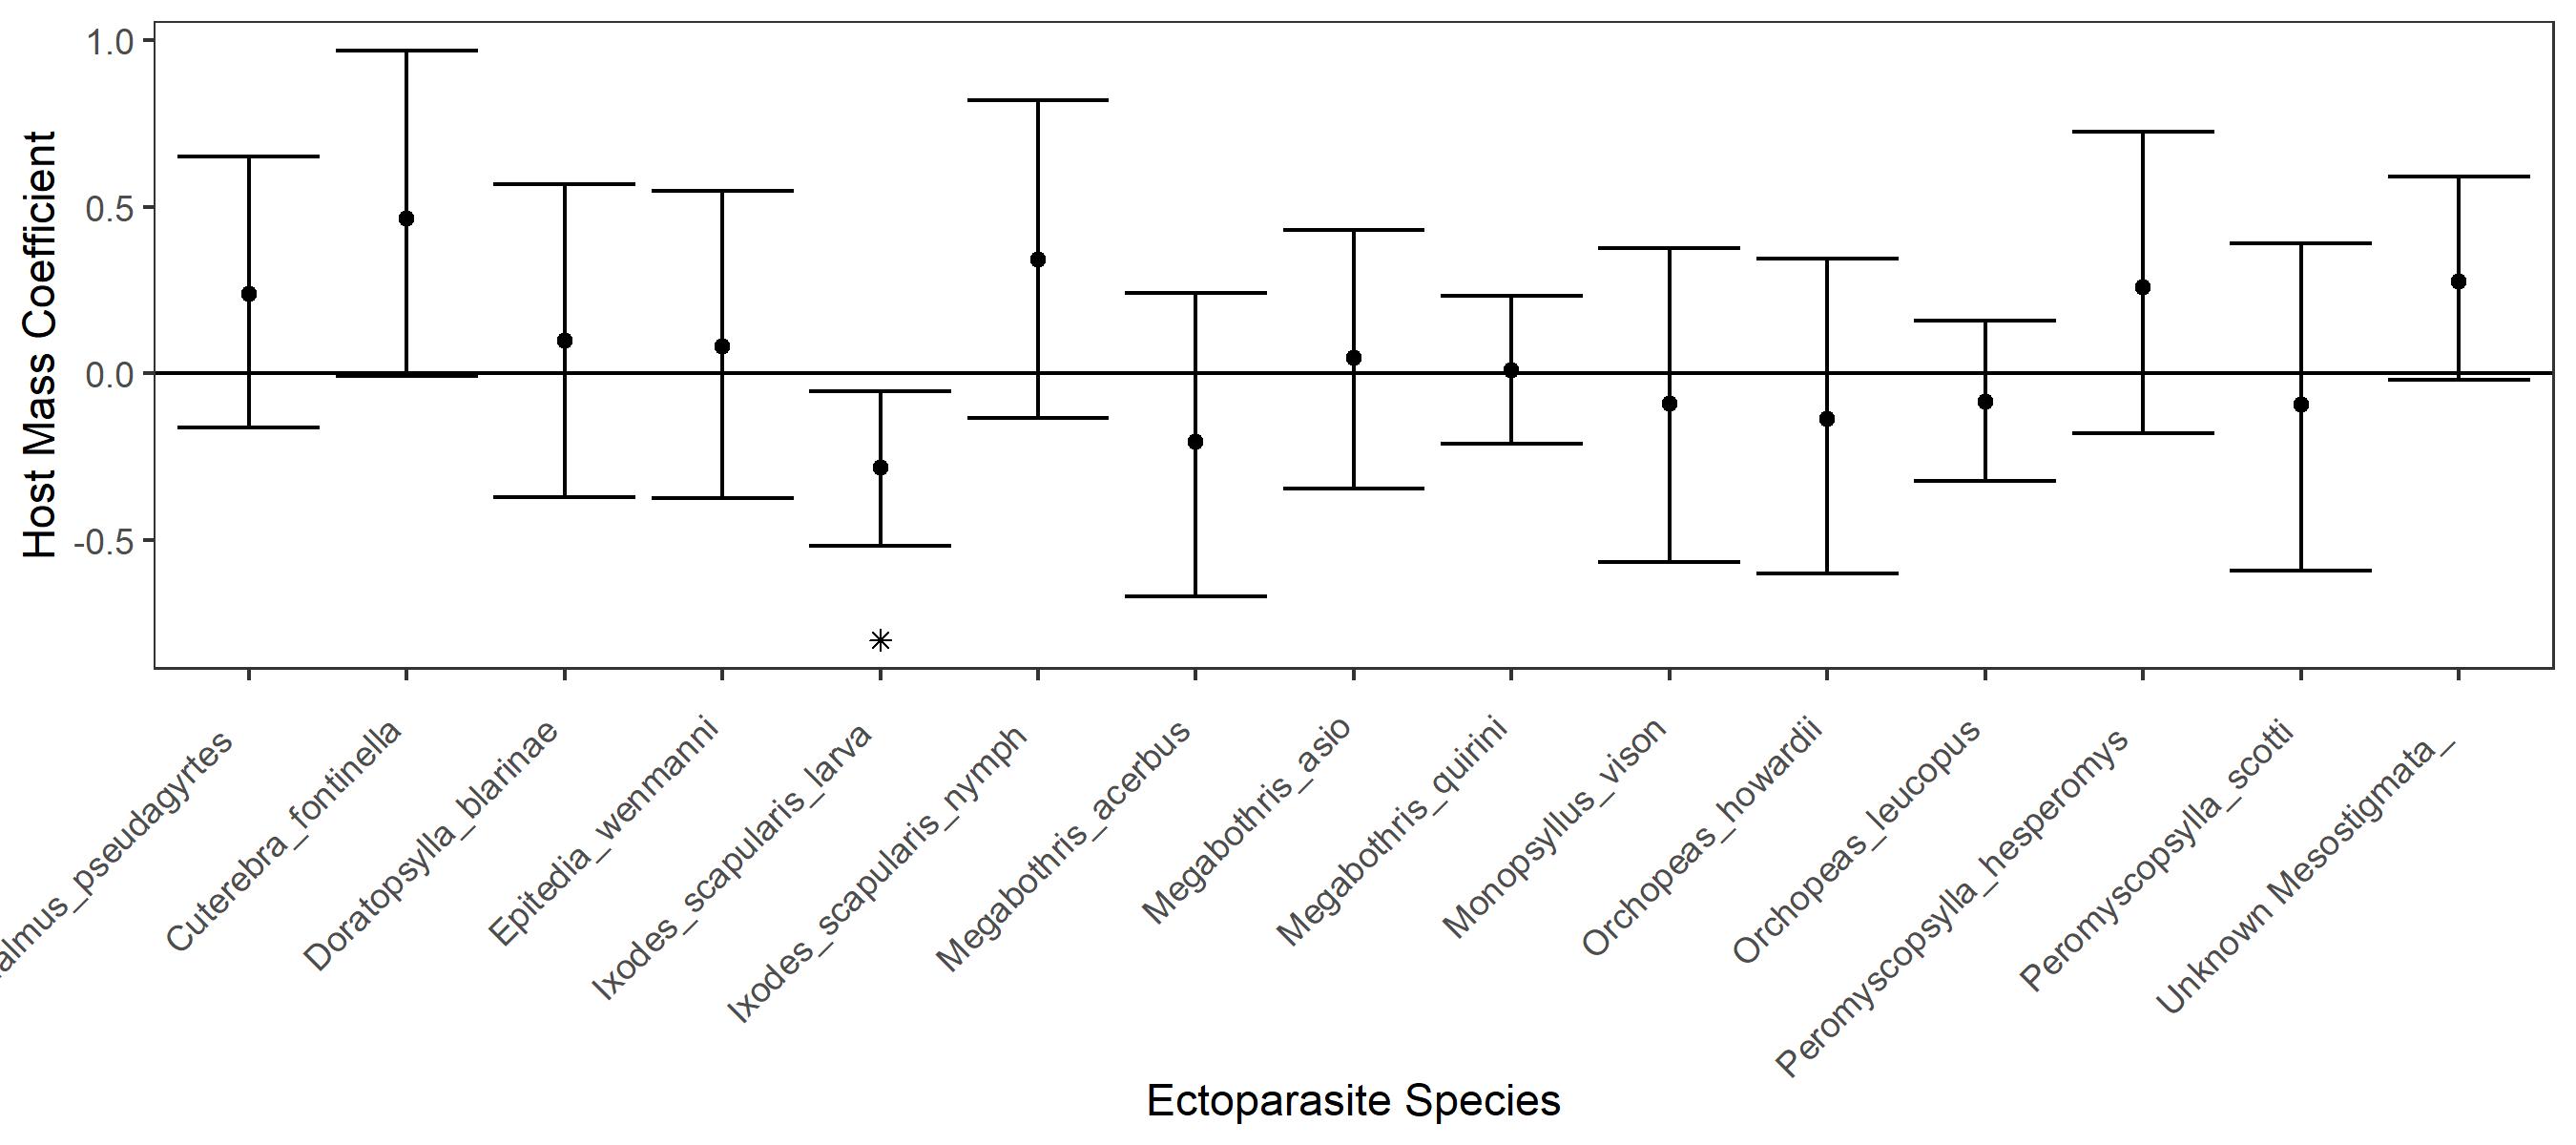 1.0
0.5
0.0
-0.5
Host Mass Coefficient
*
almus_pseudagyrtes
Cuterebra_fontinella
Doratopsylla_blarinae
Epitedia_wenmanni
Ixodes_scapularis_larva
Ixodes_scapularis_nymph
Megabothris_acerbus
Megabothris_asio
Megabothris_quirini
Monopsyllus_vison
Orchopeas_howardii
Orchopeas_leucopus
Peromyscopsylla_hesperomys
Peromyscopsylla_scotti
Unknown Mesostigmata_
Ectoparasite Species